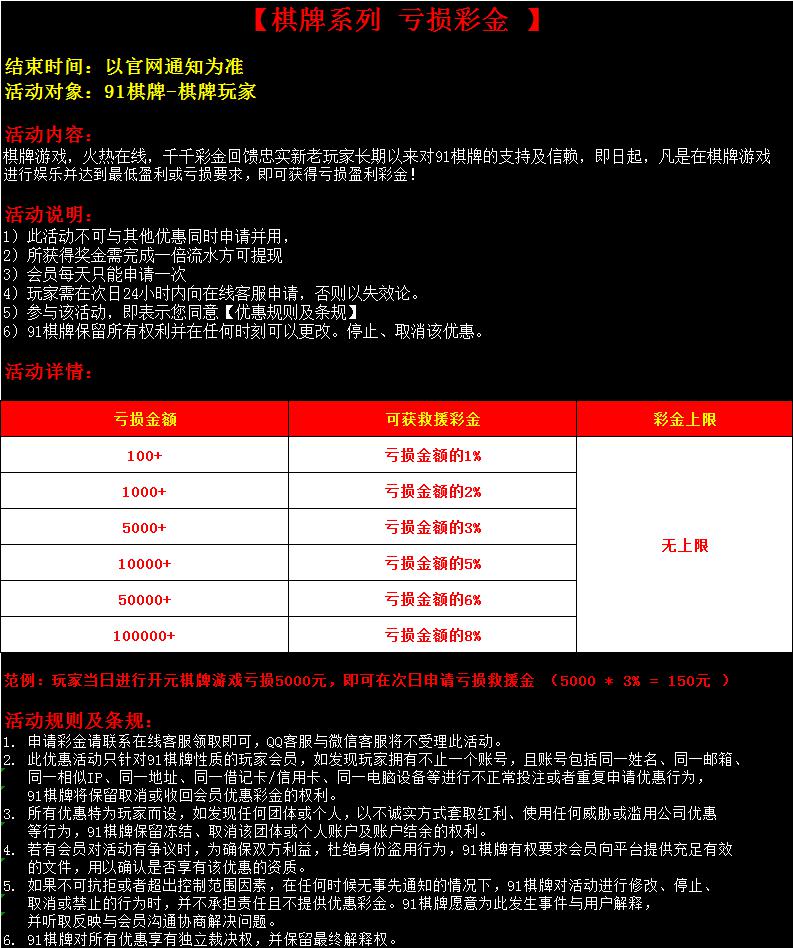 【棋牌系列 亏损彩金 】
结束时间：以官网通知为准
活动对象：91棋牌-棋牌玩家
活动内容：
棋牌游戏，火热在线，千千彩金回馈忠实新老玩家长期以来对91棋牌的支持及信赖，即日起，凡是在棋牌游戏
进行娱乐并达到最低盈利或亏损要求，即可获得亏损盈利彩金！
活动说明：
1）此活动不可与其他优惠同时申请并用，
2）所获得奖金需完成一倍流水方可提现
3）会员每天只能申请一次
4）玩家需在次日24小时内向在线客服申请，否则以失效论。
5）参与该活动，即表示您同意【优惠规则及条规】
6）91棋牌保留所有权利并在任何时刻可以更改。停止、取消该优惠。
活动详情：
亏损金额 可获救援彩金 彩金上限
100+ 亏损金额的1%
1000+ 亏损金额的2%
5000+ 亏损金额的3%
无上限
10000+ 亏损金额的5%
50000+ 亏损金额的6%
100000+ 亏损金额的8%
范例：玩家当日进行开元棋牌游戏亏损5000元，即可在次日申请亏损救援金 （5000 * 3% = 150元 ）
活动规则及条规：
1. 申请彩金请联系在线客服领取即可，QQ客服与微信客服将不受理此活动。
2. 此优惠活动只针对91棋牌性质的玩家会员，如发现玩家拥有不止一个账号，且账号包括同一姓名、同一邮箱、
同一相似IP、同一地址、同一借记卡/信用卡、同一电脑设备等进行不正常投注或者重复申请优惠行为，
91棋牌将保留取消或收回会员优惠彩金的权利。
3. 所有优惠特为玩家而设，如发现任何团体或个人，以不诚实方式套取红利、使用任何威胁或滥用公司优惠
等行为，91棋牌保留冻结、取消该团体或个人账户及账户结余的权利。
4. 若有会员对活动有争议时，为确保双方利益，杜绝身份盗用行为，91棋牌有权要求会员向平台提供充足有效
的文件，用以确认是否享有该优惠的资质。
5. 如果不可抗拒或者超出控制范围因素，在任何时候无事先通知的情况下，91棋牌对活动进行修改、停止、
取消或禁止的行为时，并不承担责任且不提供优惠彩金。91棋牌愿意为此发生事件与用户解释，
并听取反映与会员沟通协商解决问题。
6. 91棋牌对所有优惠享有独立裁决权，并保留最终解释权。